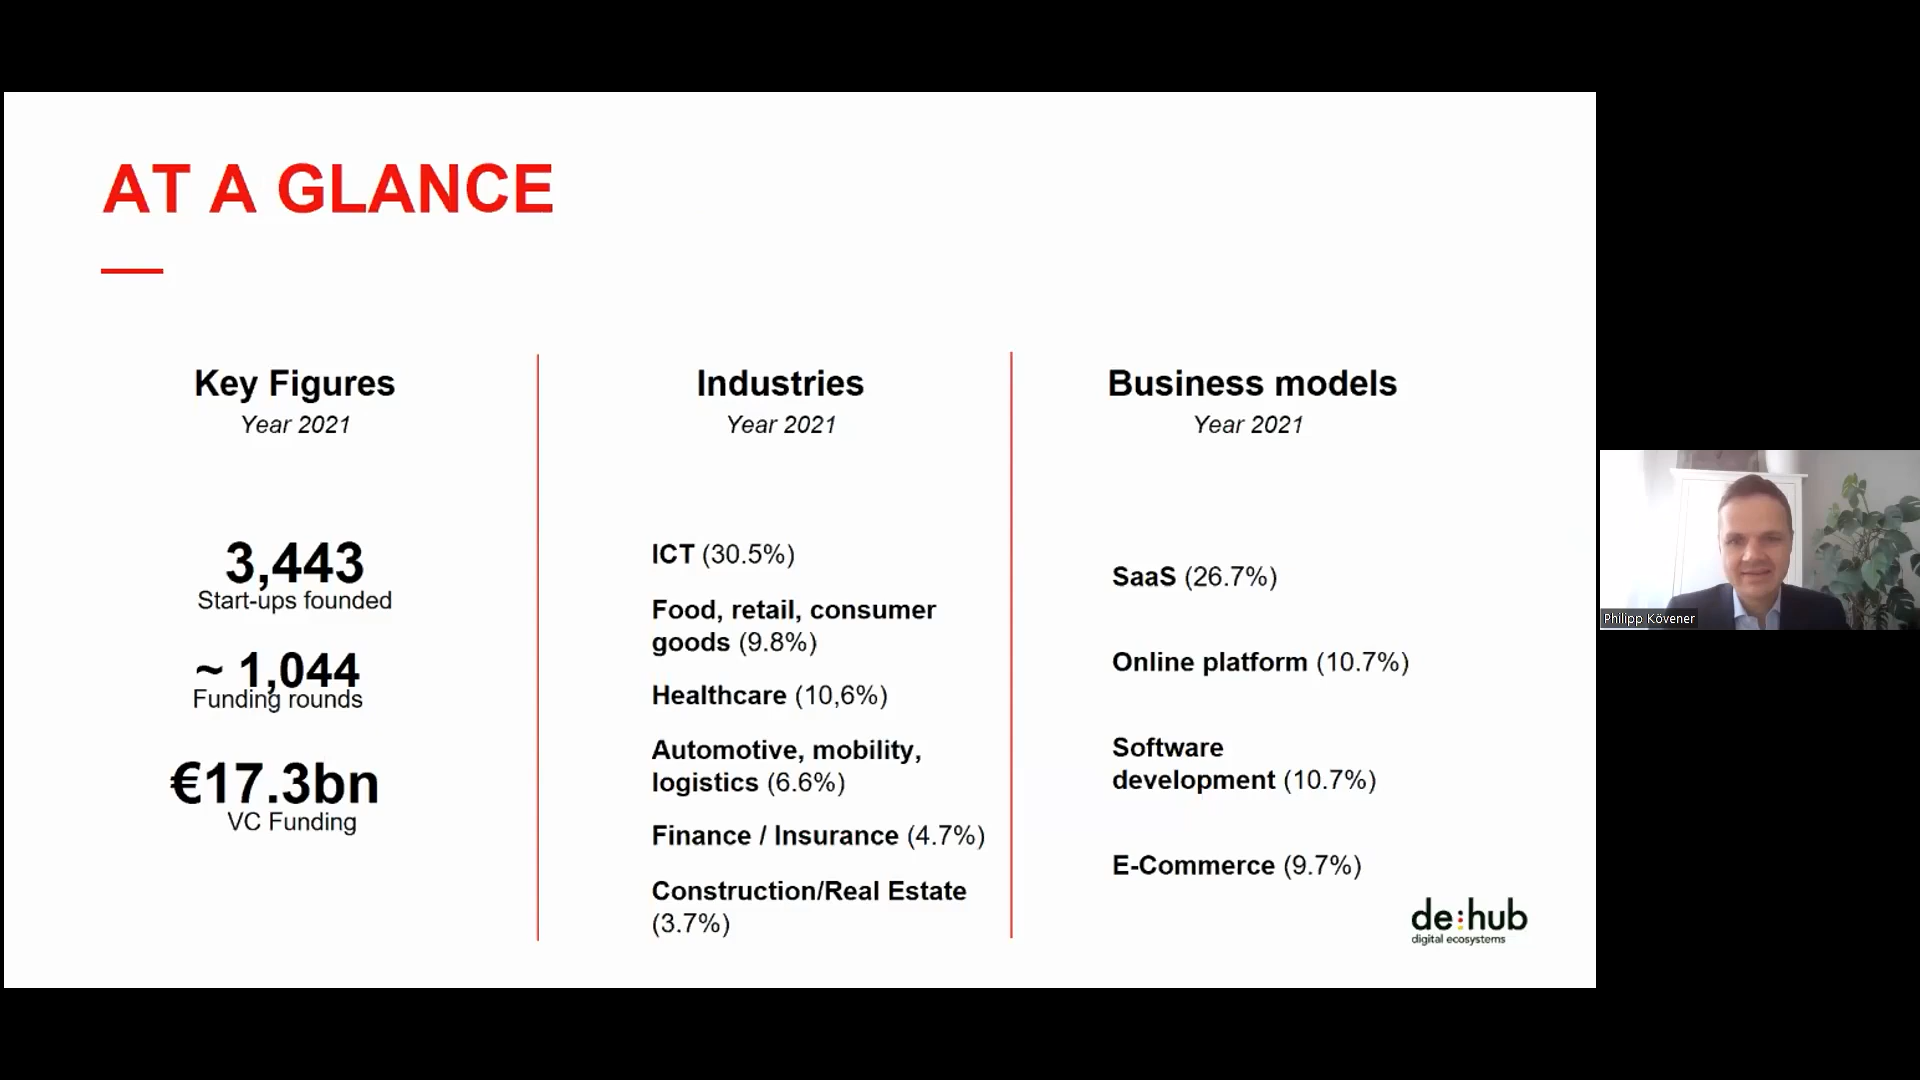 AT A GLANCE
Key Figures
Year 2021
3,443
Start-ups founded
~ 1,044
Funding rounds
€17.3bn
VC Funding
Industries
Year 2021
ICT (30.5%)
Food, retail, consumer
goods (9.8%)
Healthcare (10,6%)
Automotive, mobility,
logistics (6.6%)
Finance / Insurance (4.7%)
Construction/Real Estate
(3.7%)
Business models
Year 2021
SaaS (26.7%)
Online platform (10.7%)
Software
development (10.7%)
E-Commerce (9.7%)
de:hub
digital ecosystems
Philipp Kövener